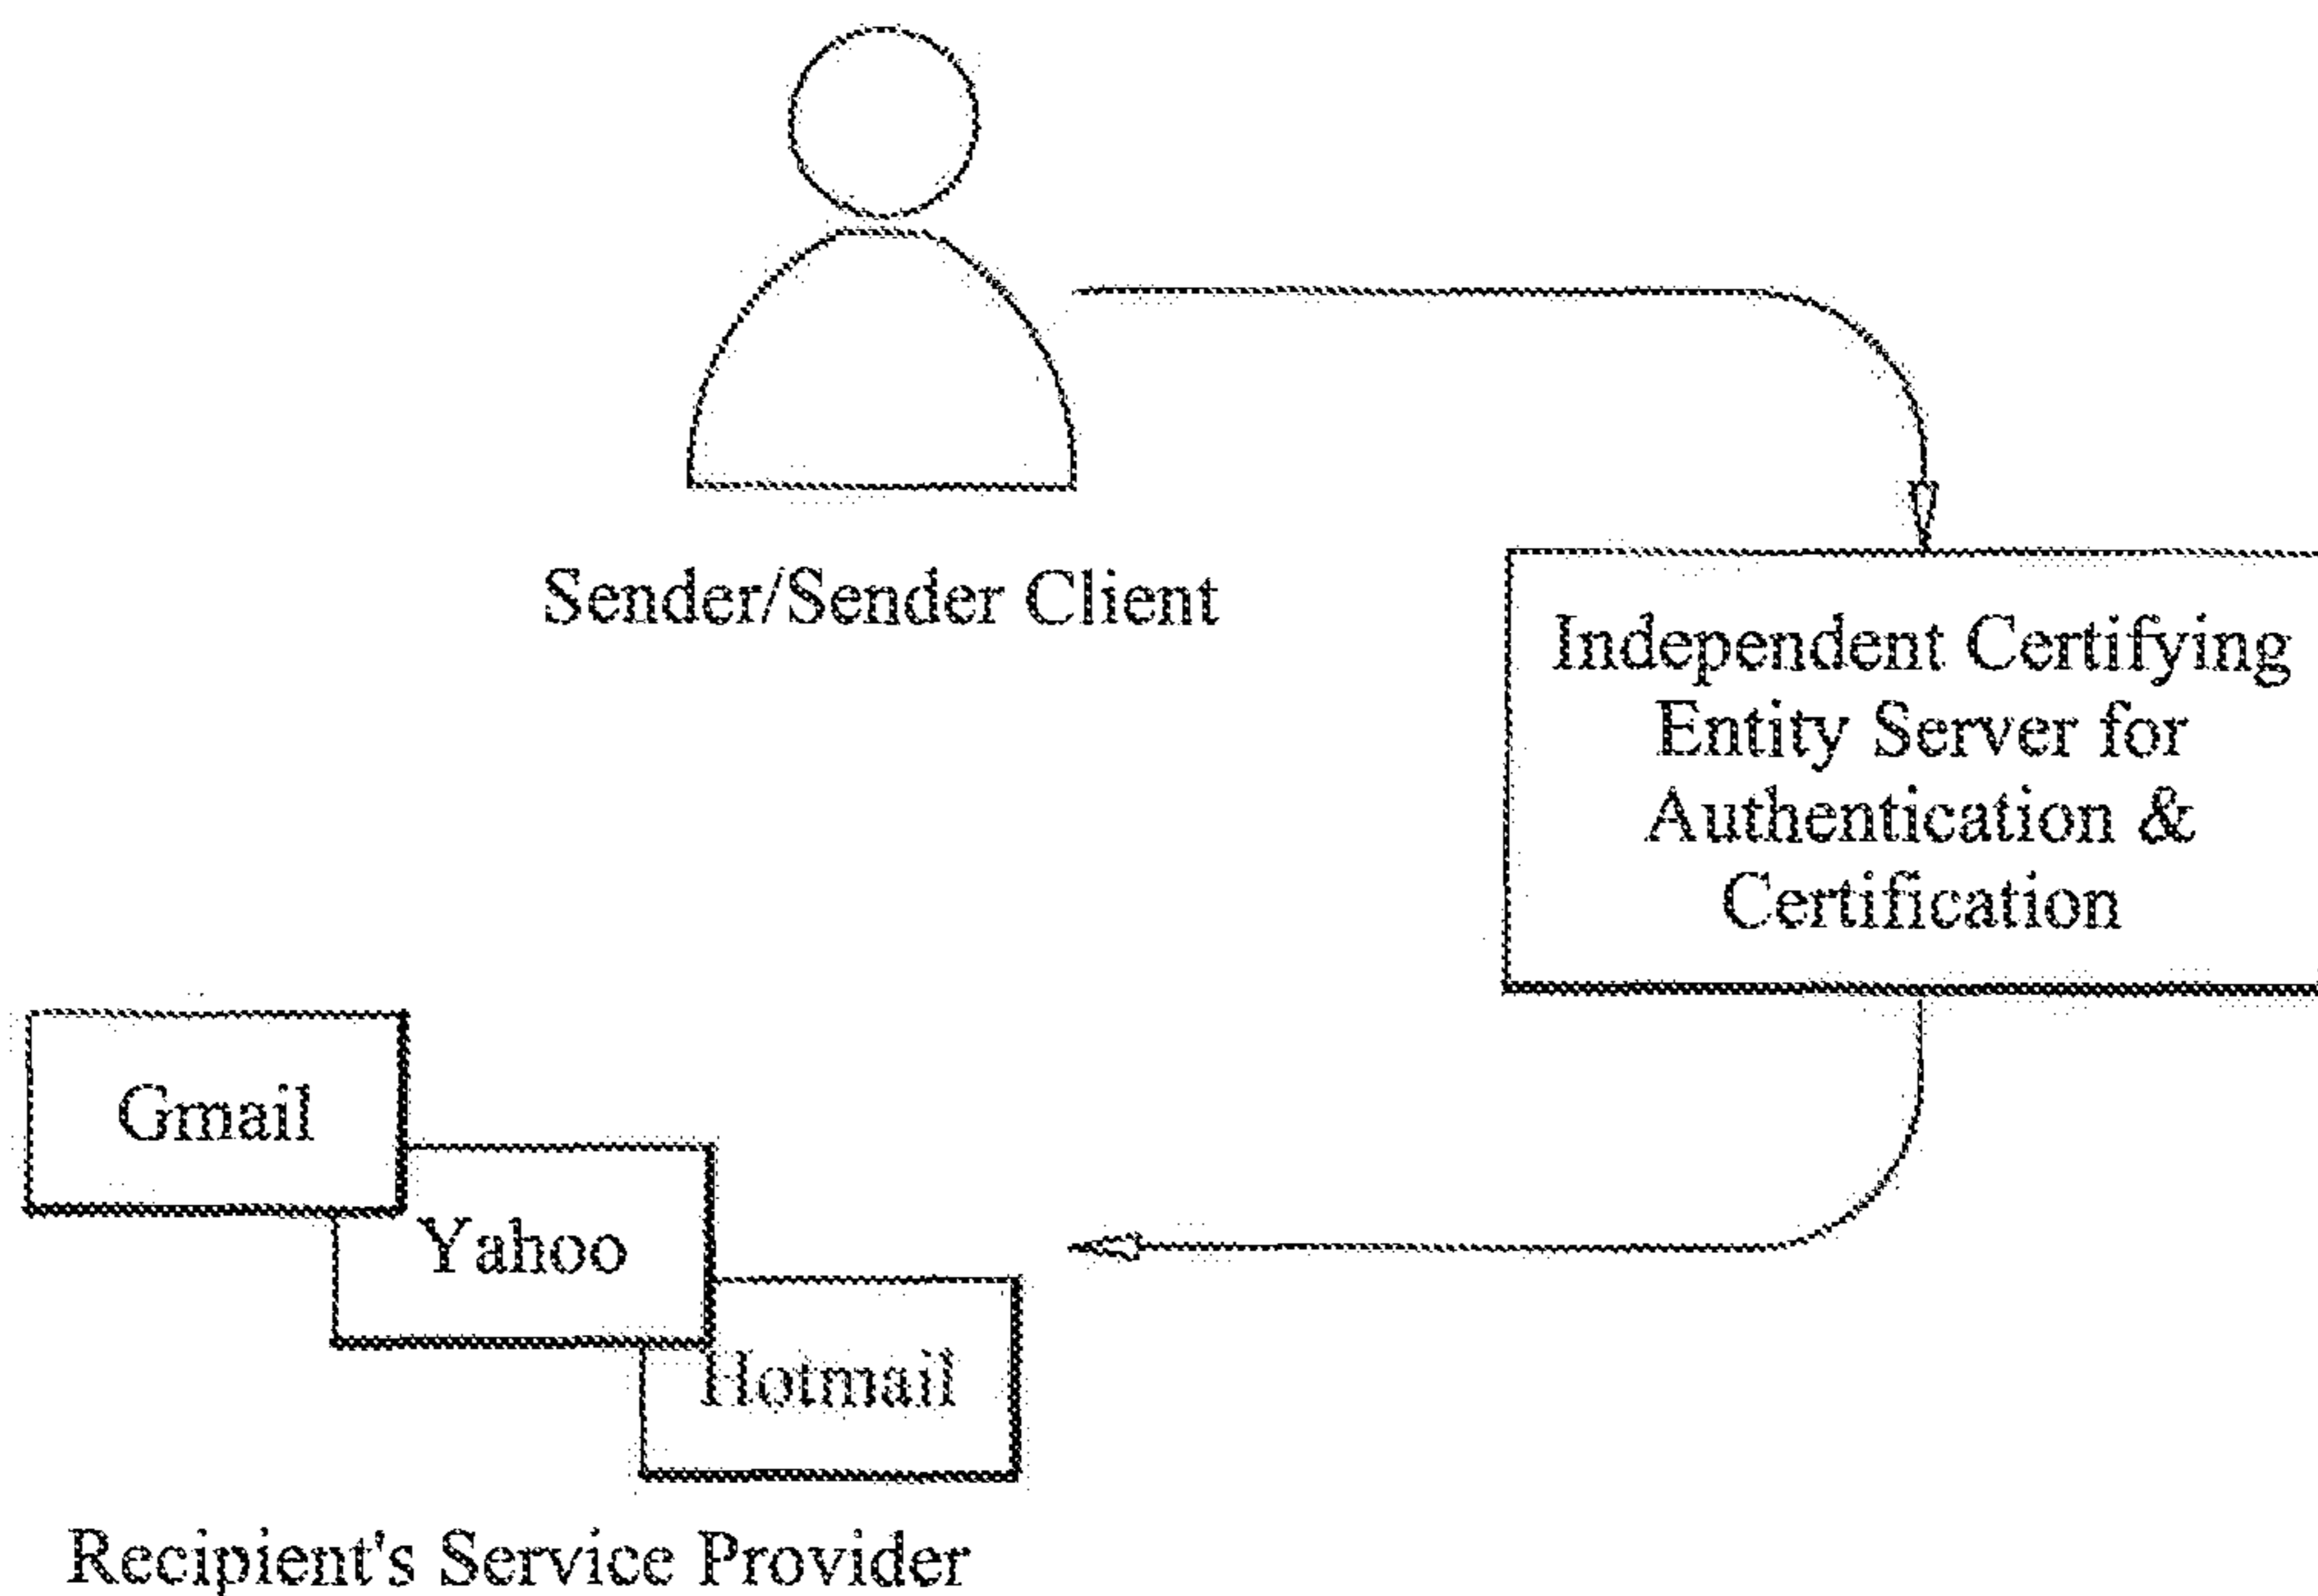 Sender/Sender Client
Independent Certifying
Entity Server for
Authentication &
Certification
Gmail
Yahoo
Hotmail
Recipient's Service Provider